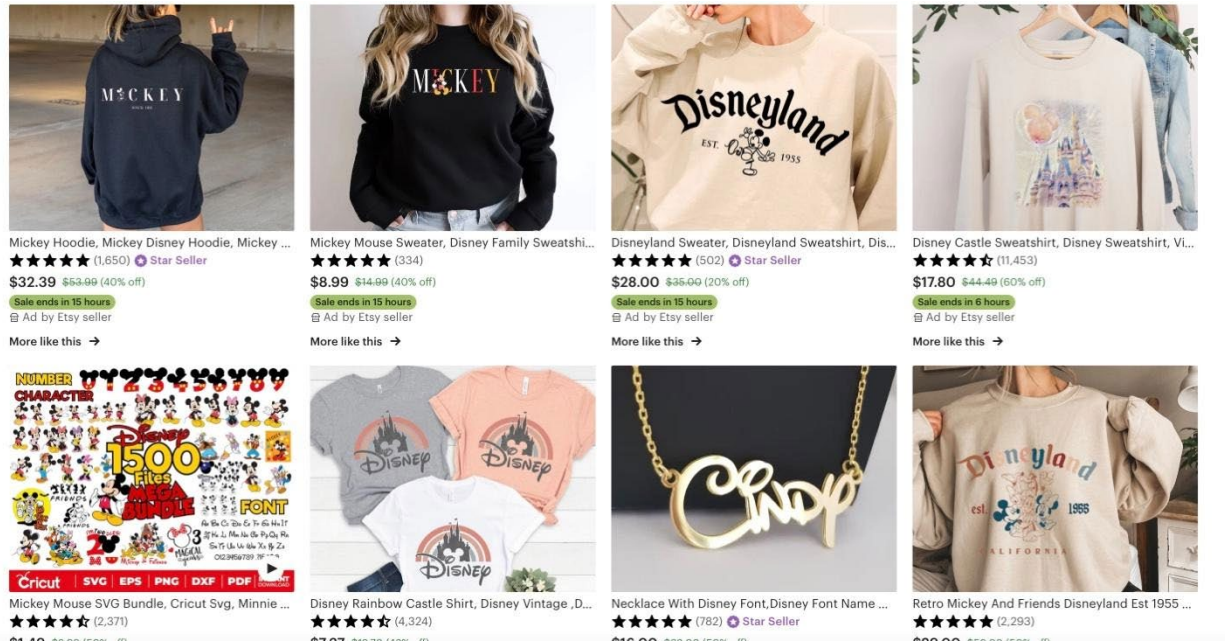 MICKEY
MICKEY
Disneyland
EST. 1955
Mickey Hoodie, Mickey Disney Hoodie, Mickey ...
(1,650) Star Seller
$32.39 $53.99 (40% off)
Sale ends in 15 hours
Ad by Etsy seller
More like this →
Mickey Mouse Sweater, Disney Family Sweatshi...
(334)
$8.99 $14.99 (40% off)
Sale ends in 15 hours
Ad by Etsy seller
More like this →
Disneyland Sweater, Disneyland Sweatshirt, Dis...
(502) Star Seller
$28.00 $35.00 (20% off)
Sale ends in 15 hours
Ad by Etsy seller
More like this →
Disney Castle Sweatshirt, Disney Sweatshirt, Vi...
(11,453)
$17.80 $44.49 (60% off)
Sale ends in 6 hours
Ad by Etsy seller
More like this →
NUMBER 0123456789
CHARACTER
Disney
1500
Files
MEGA
BUNDLE
FRIENDS
FRIENDS
FONT
MAGICAL
Cricut SVG EPS PNG DXF PDF INSTANT DOWNLOAD
Mickey Mouse SVG Bundle, Cricut Svg, Minnie ...
(2,371)
DISNEY
DISNEY
DISNEY
Disney Rainbow Castle Shirt, Disney Vintage ,D...
(4,324)
Cindy
Necklace With Disney Font,Disney Font Name ...
(782) Star Seller
Disneyland
est. 1955
CALIFORNIA
Retro Mickey And Friends Disneyland Est 1955 ...
(2,293)